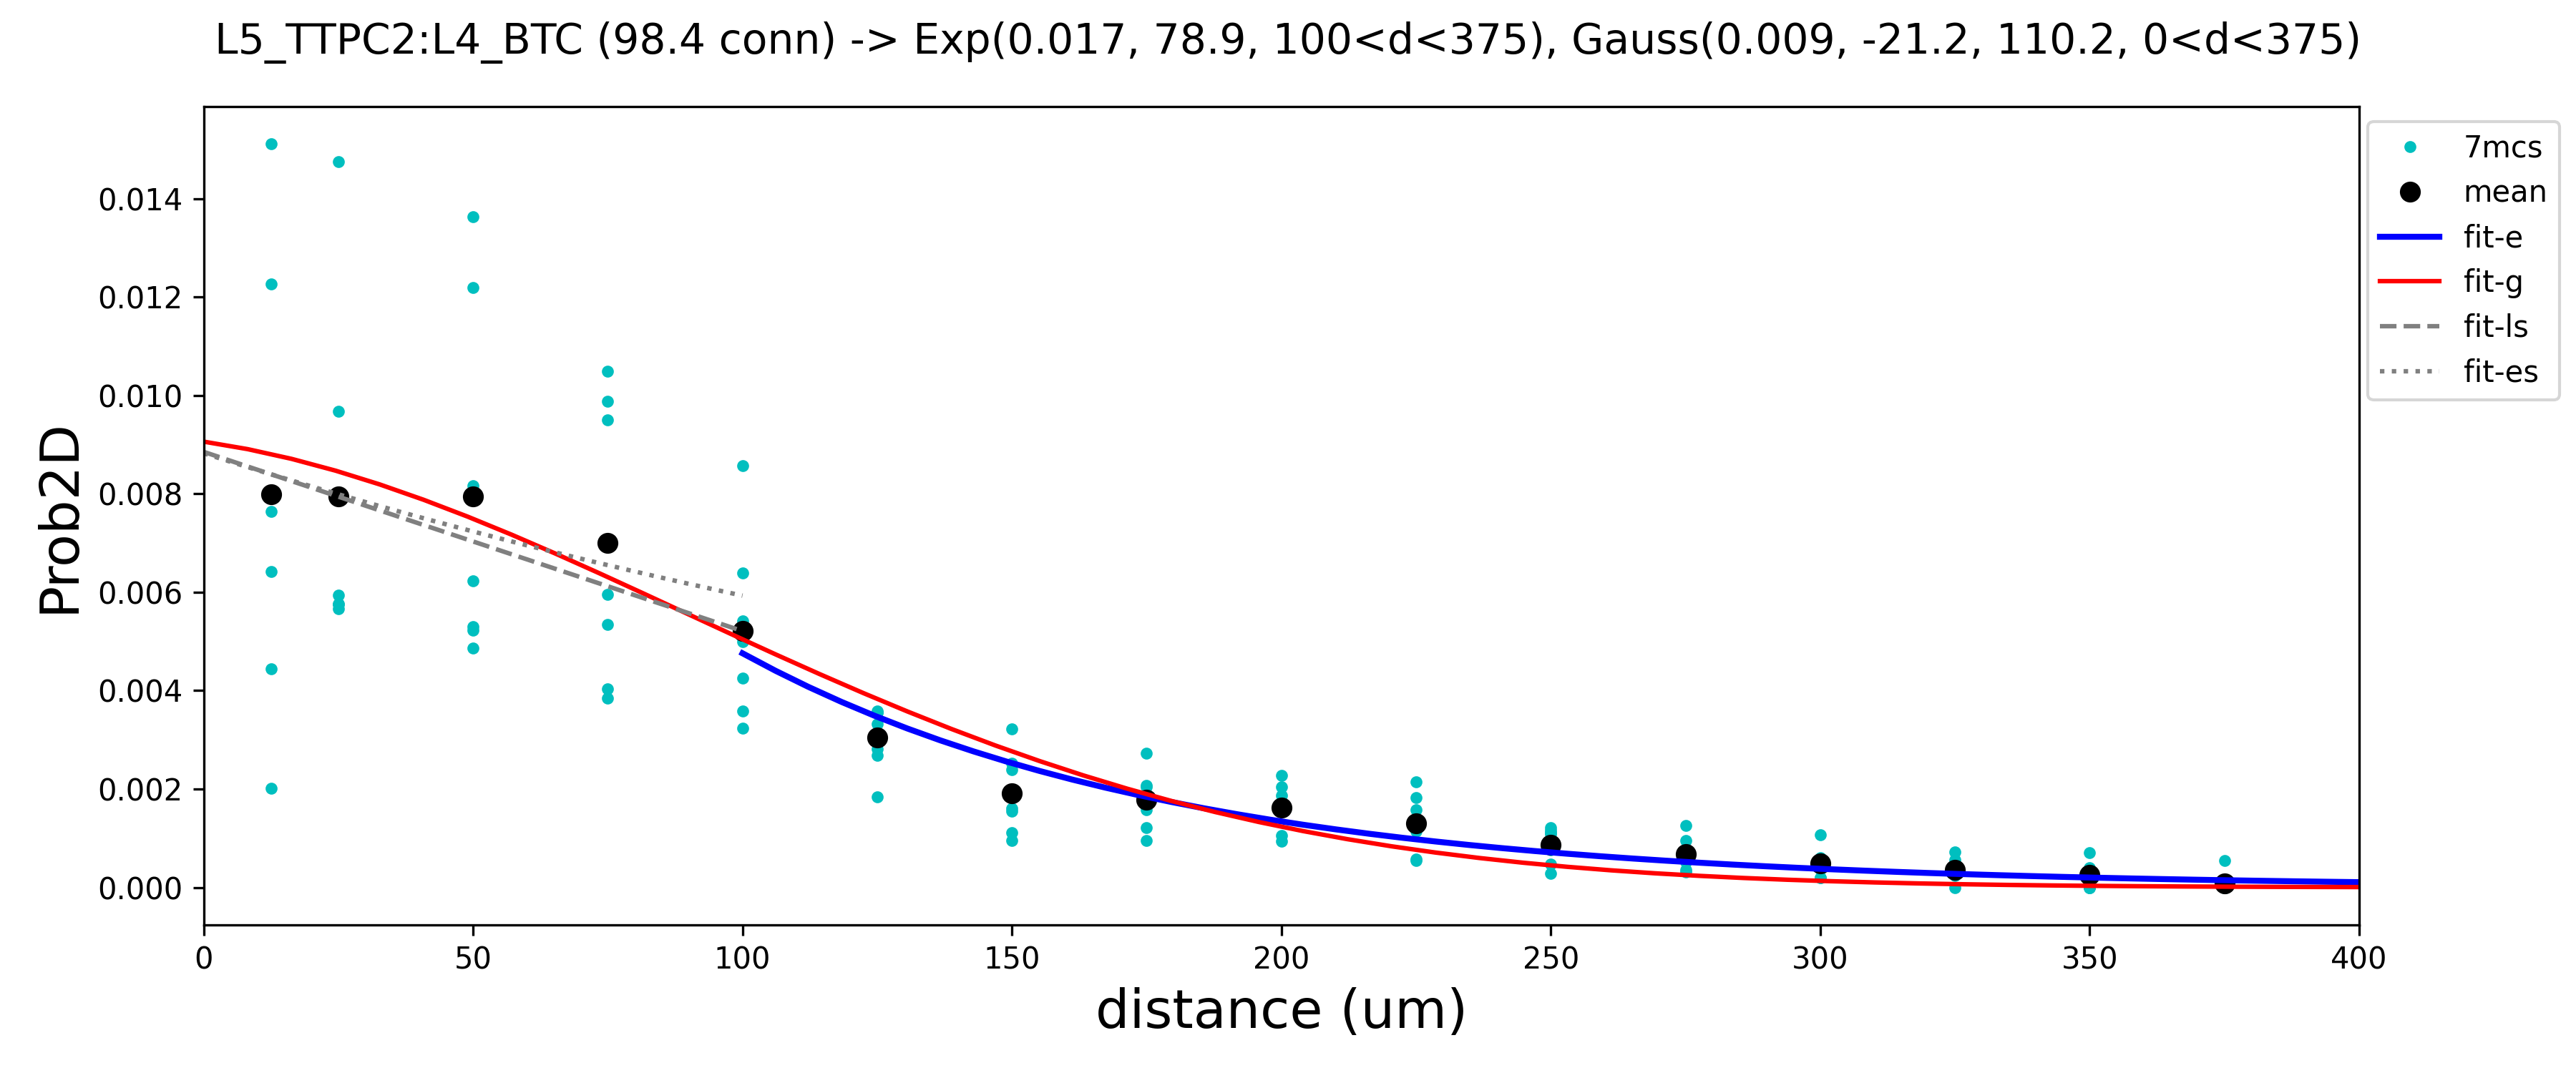 L5_TTPC2:L4_BTC (98.4 conn) -> Exp(0.017, 78.9, 100<d<375), Gauss(0.009, -21.2, 110.2, 0<d<375)
7mcs
mean
fit-e
fit-g
fit-ls
fit-es
Prob2D
0.014
0.012
0.010
0.008
0.006
0.004
0.002
0.000
0 50 100 150 200 250 300 350 400
distance (um)